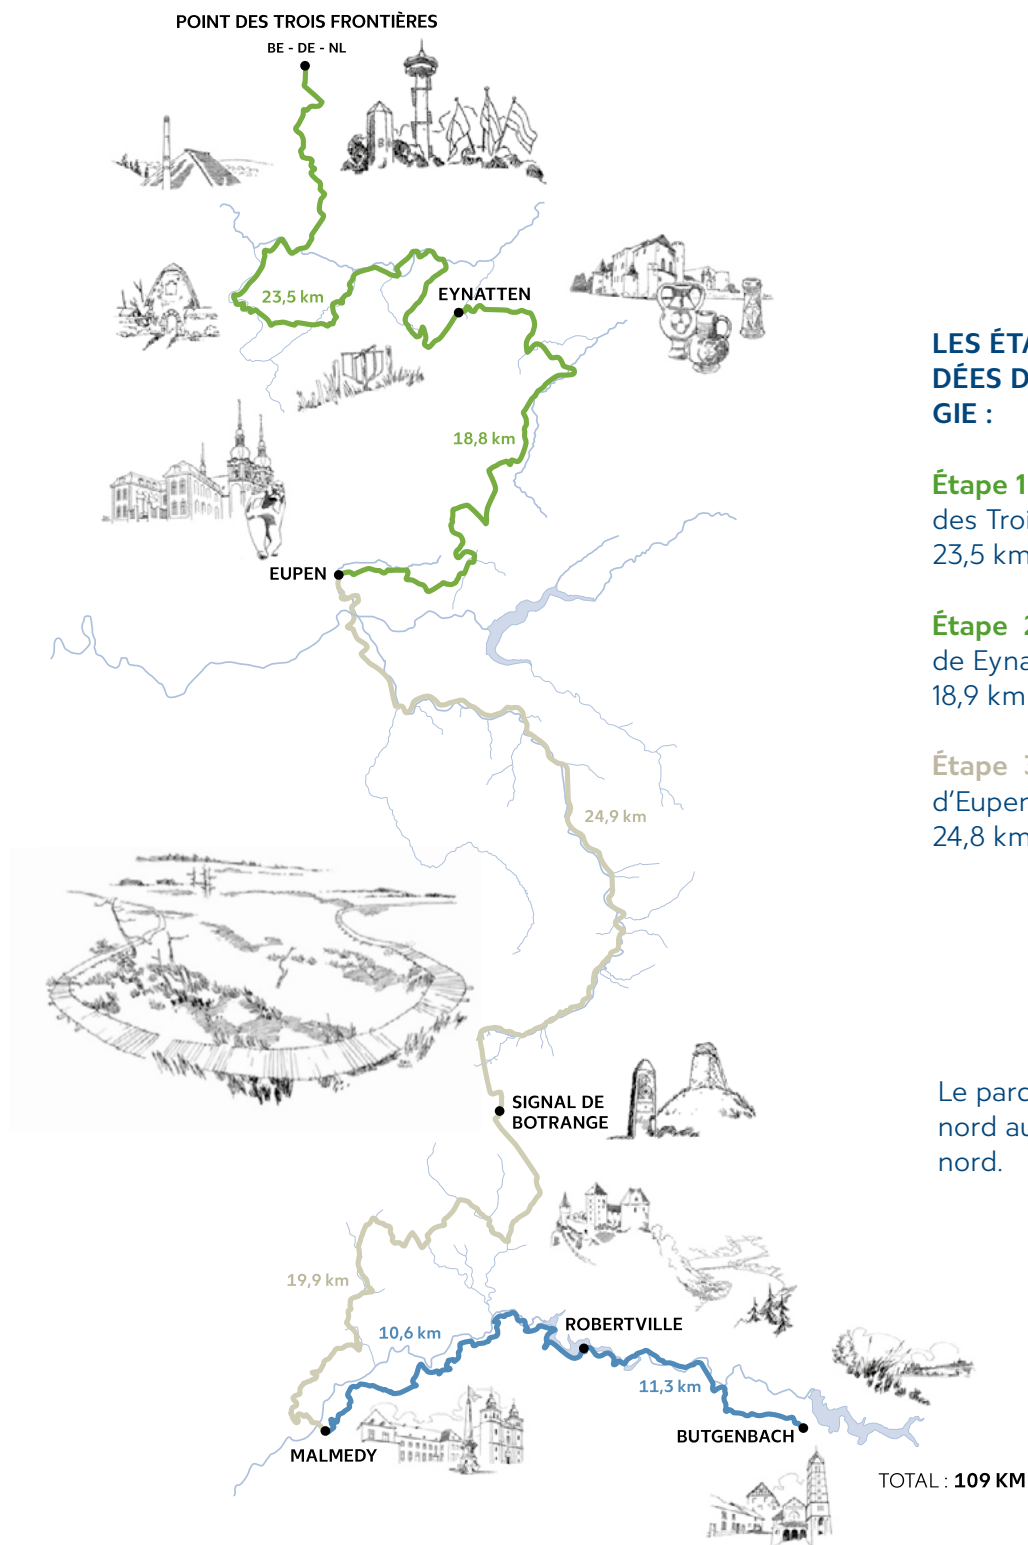 POINT DES TROIS FRONTIÈRES
BE - DE - NL
23,5 km
EYNATTEN
18,8 km
EUPEN
24,9 km
SIGNAL DE
BOTRANGE
19,9 km
10,6 km
ROBERTVILLE
11,3 km
MALMEDY
BUTGENBACH
TOTAL : 109 KM
LES ÉTA
DÉES D
GIE :
Étape 1
des Troi
23,5 km
Étape 2
de Eyna
18,9 km
Étape 3
d'Eupen
24,8 km
Le parc
nord au
nord.